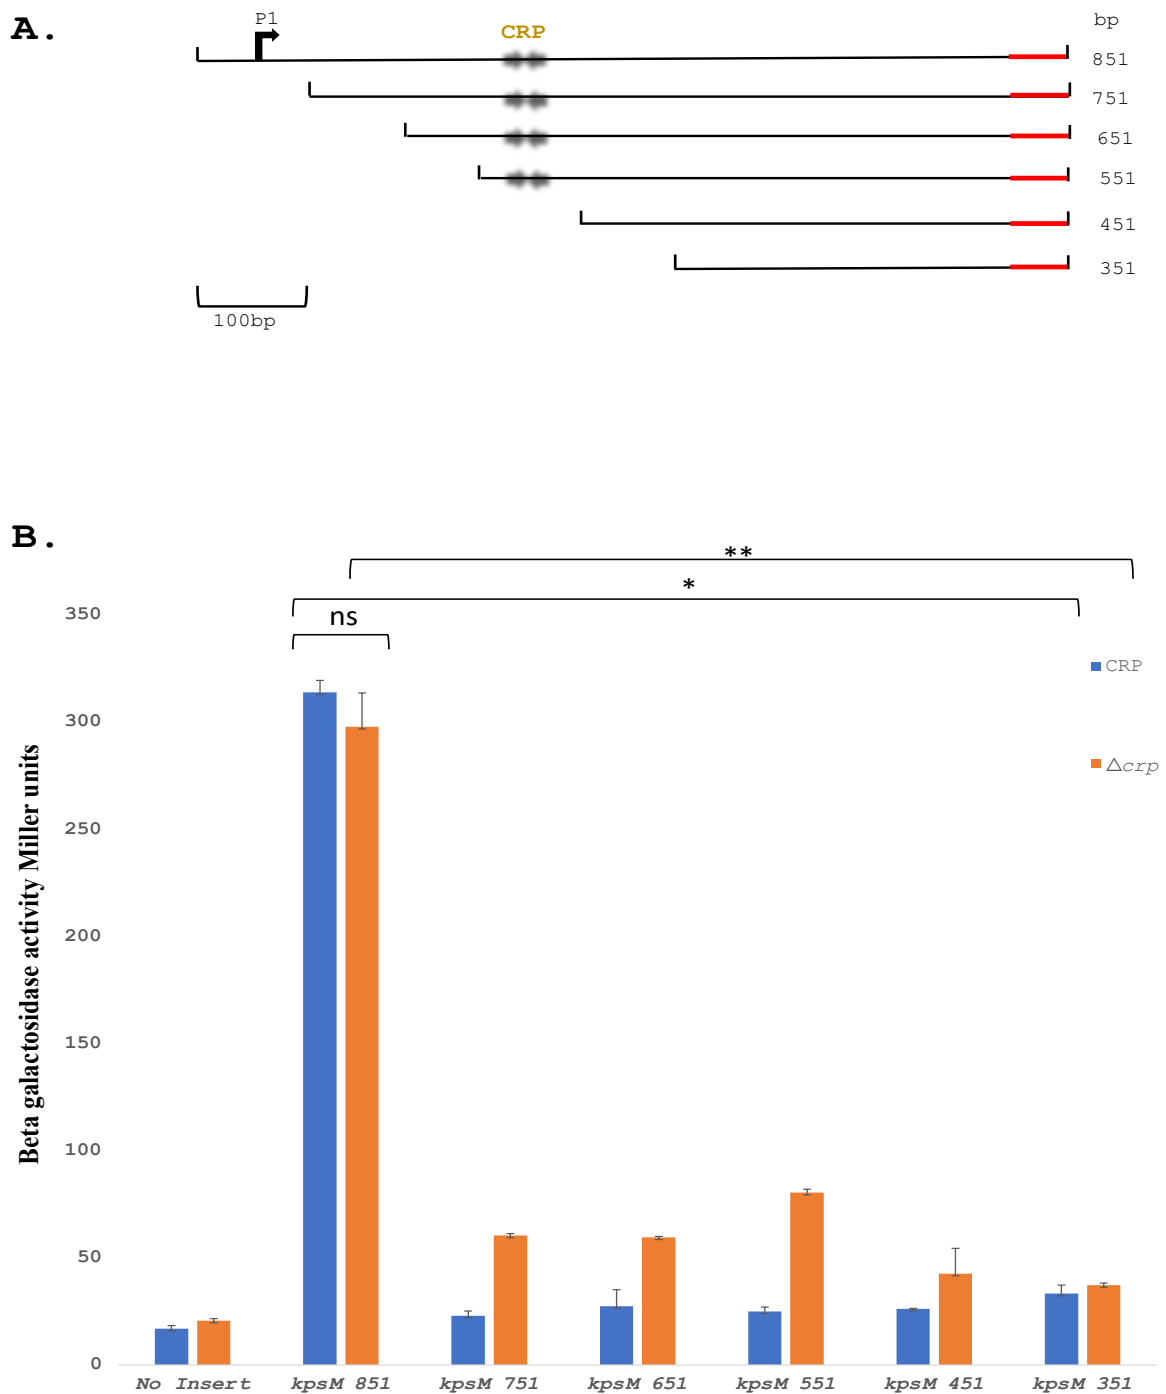 A.
P1
CRP
bp
851
751
651
551
451
351
100bp
B.
**
*
ns
350
300
250
200
150
100
50
0
Beta galactosidase activity Miller units
CRP
△crp
No Insert
kpsM 851
kpsM 751
kpsM 651
kpsM 551
kpsM 451
kpsM 351